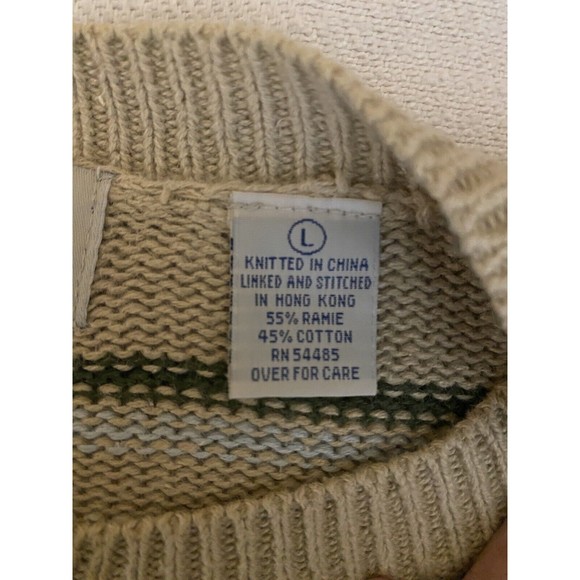 L
KNITTED IN CHINA
LINKED AND STITCHED
IN HONG KONG
55% RAMIE
45% COTTON
RN 54485
OVER FOR CARE